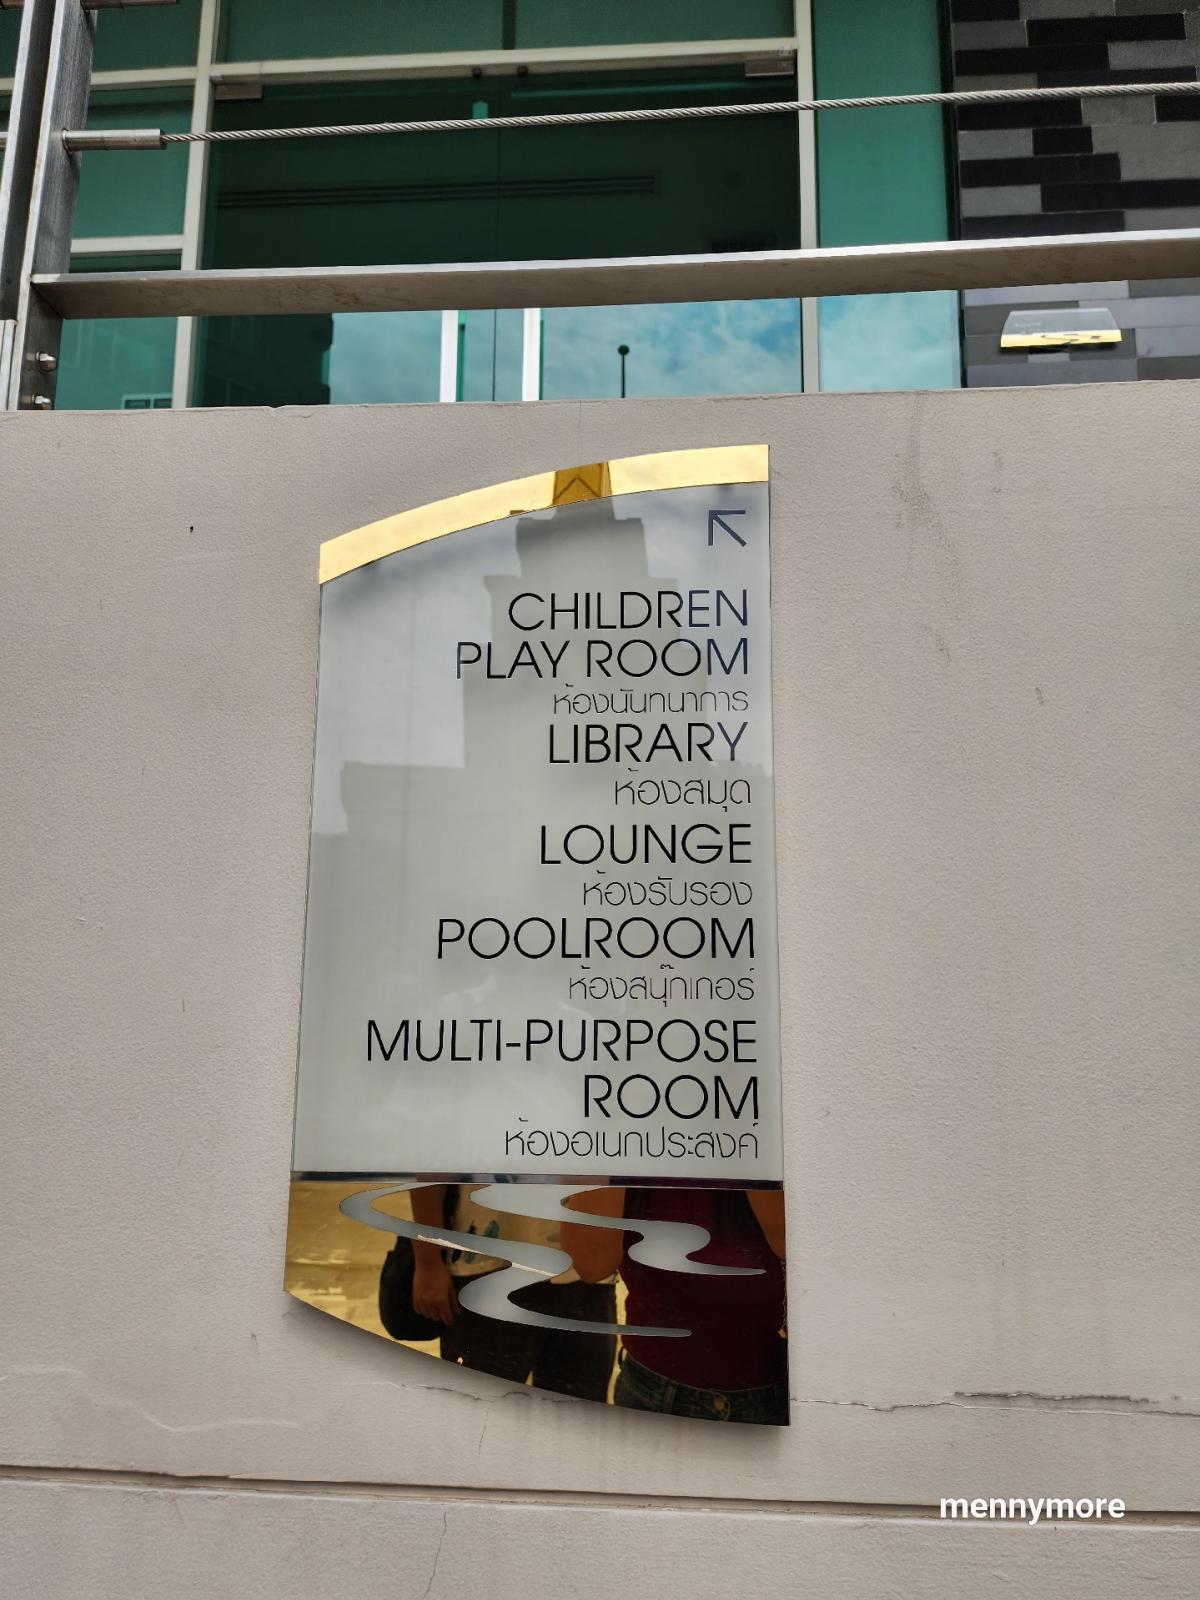 CHILDREN
PLAY ROOM
ห้องนันทนาการ
LIBRARY
ห้องสมุด
LOUNGE
ห้องรับรอง
POOLROOM
ห้องสนุ๊กเกอร์
MULTI-PURPOSE
ROOM
ห้องอเนกประสงค์
mennymore